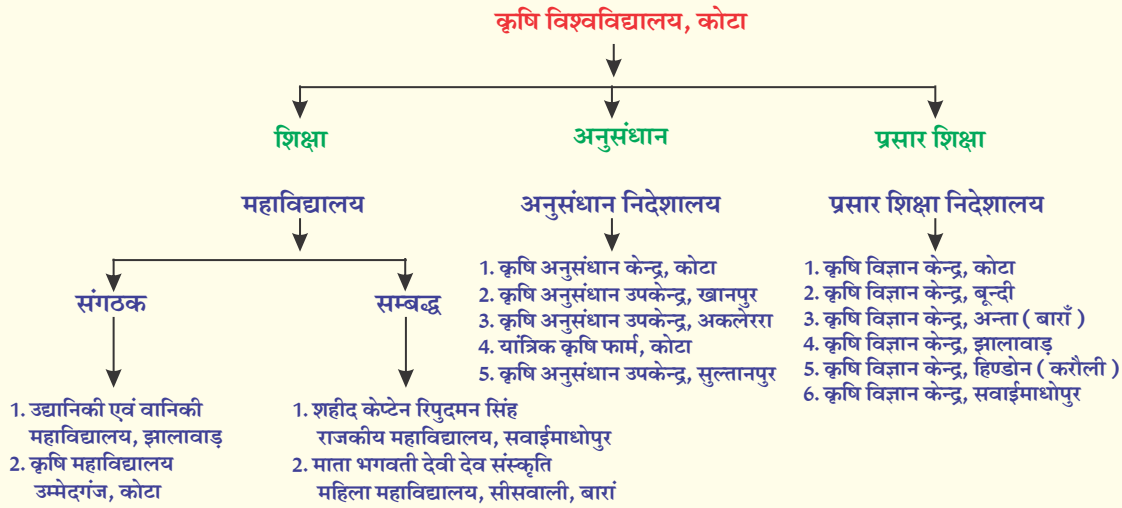 कृषि विश्वविद्यालय, कोटा
शिक्षा
अनुसंधान
प्रसार शिक्षा
महाविद्यालय
अनुसंधान निदेशालय
प्रसार शिक्षा निदेशालय
संगठक
सम्बद्ध
1. उद्यानिकी एवं वानिकी
महाविद्यालय, झालावाड़
2. कृषि महाविद्यालय
उम्मेदगंज, कोटा
1. शहीद केप्टेन रिपुदमन सिंह
राजकीय महाविद्यालय, सवाईमाधोपुर
2. माता भगवती देवी देव संस्कृति
महिला महाविद्यालय, सीसवाली, बारां
1. कृषि अनुसंधान केन्द्र, कोटा
2. कृषि अनुसंधान उपकेन्द्र, खानपुर
3. कृषि अनुसंधान उपकेन्द्र, अकलेररा
4. यांत्रिक कृषि फार्म, कोटा
5. कृषि अनुसंधान उपकेन्द्र, सुल्तानपुर
1. कृषि विज्ञान केन्द्र, कोटा
2. कृषि विज्ञान केन्द्र, बून्दी
3. कृषि विज्ञान केन्द्र, अन्ता ( बाराँ )
4. कृषि विज्ञान केन्द्र, झालावाड़
5. कृषि विज्ञान केन्द्र, हिण्डोन ( करौली )
6. कृषि विज्ञान केन्द्र, सवाईमाधोपुर